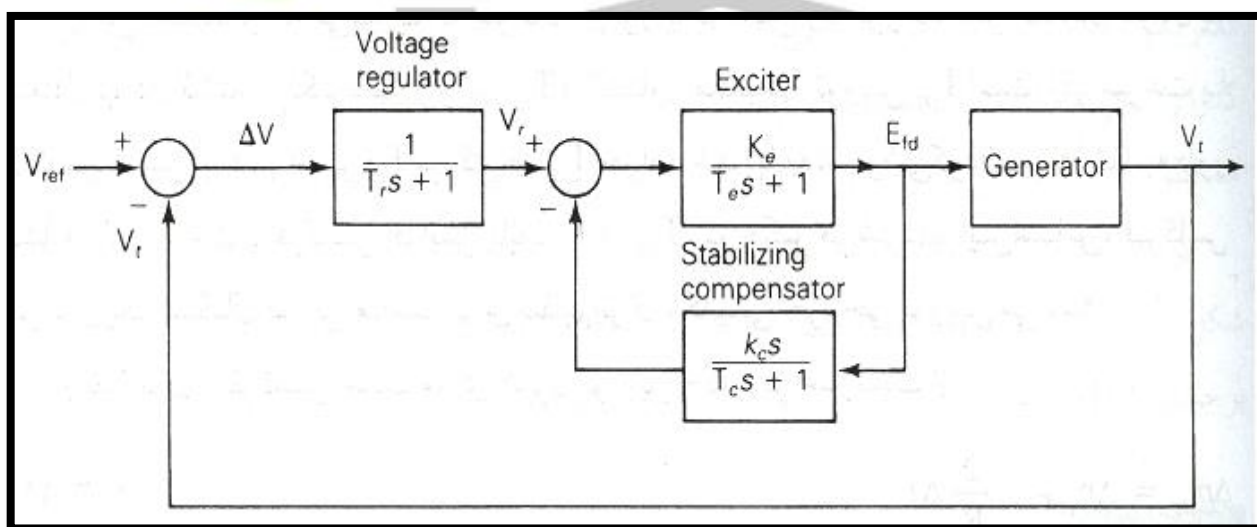 Voltage
regulator
Exciter
V_ref
+
−
V_t
ΔV
1
T_r s + 1
V_r
+
−
K_e
T_e s + 1
E_fd
Generator
V_t
Stabilizing
compensator
k_c s
T_c s + 1